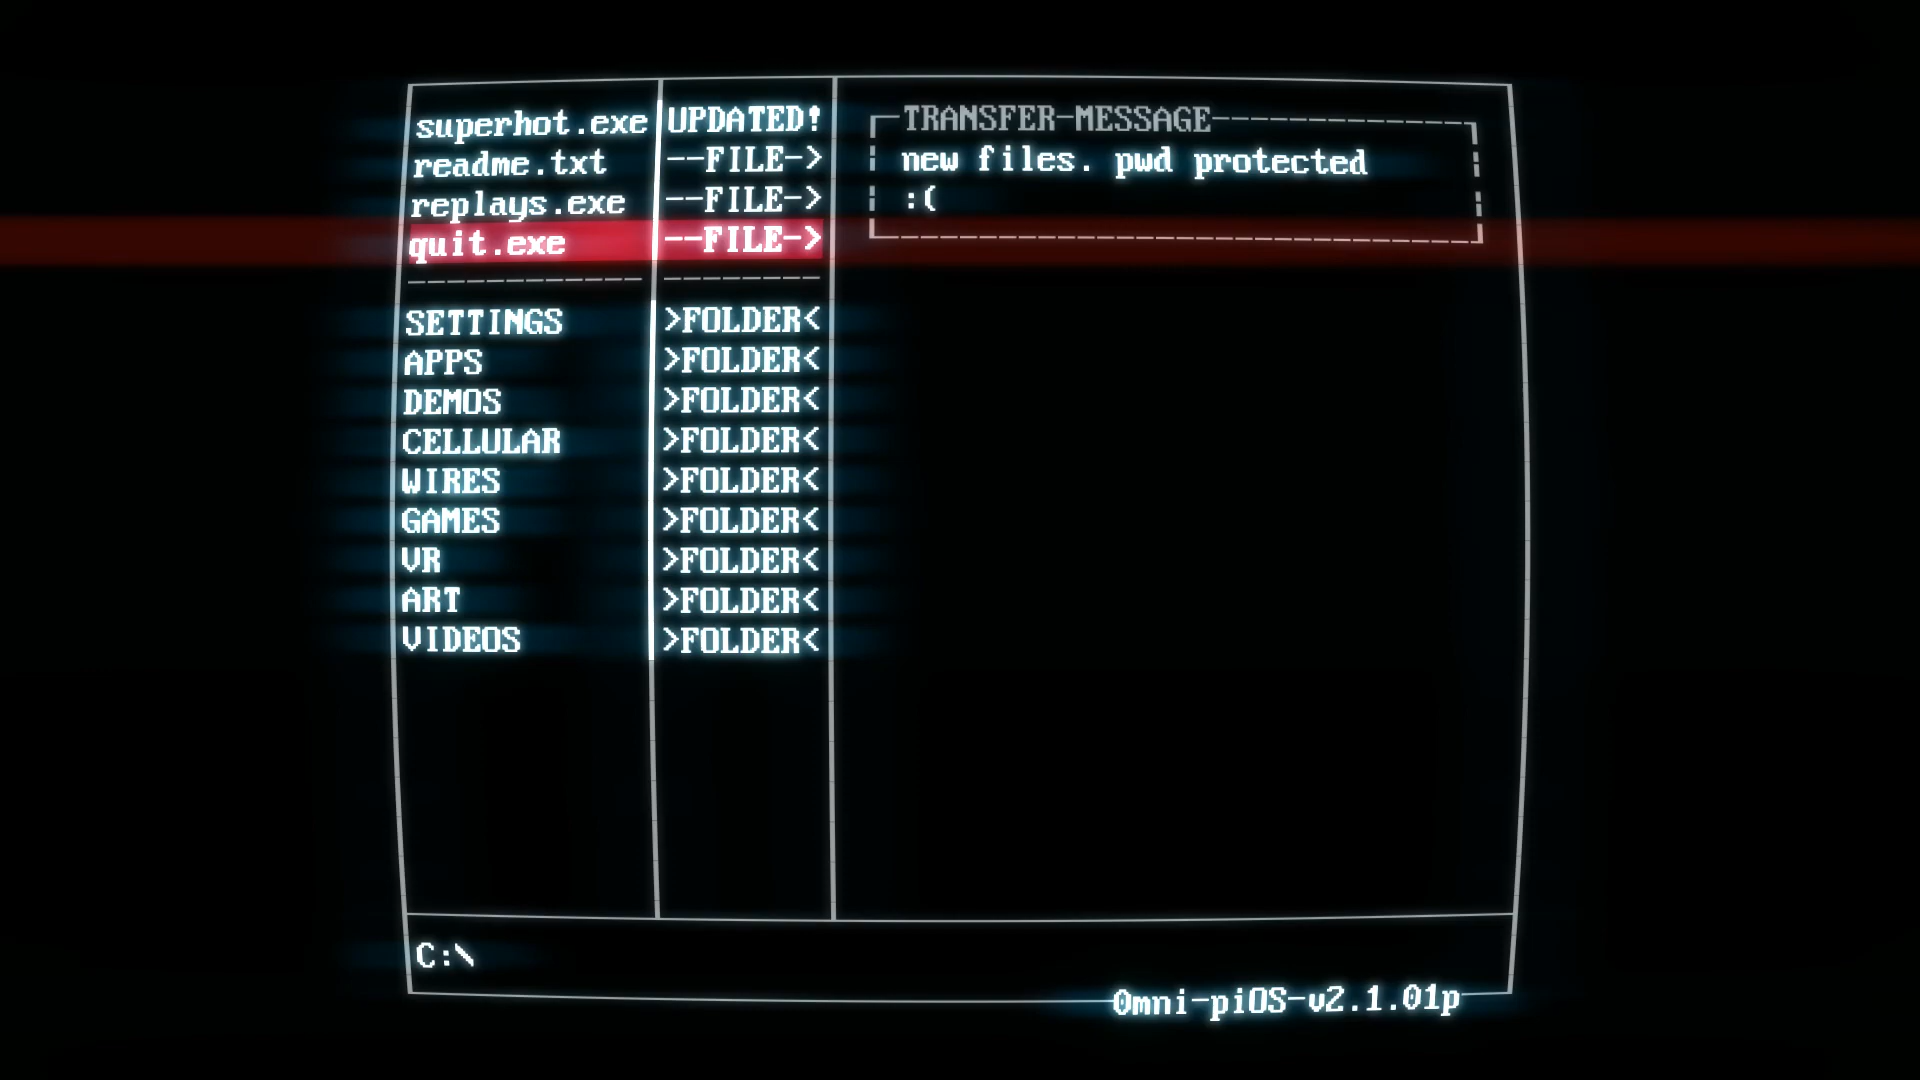 superhot.exe UPDATED!
readme.txt --FILE->
replays.exe --FILE->
quit.exe --FILE->
SETTINGS >FOLDER<
APPS >FOLDER<
DEMOS >FOLDER<
CELLULAR >FOLDER<
WIRES >FOLDER<
GAMES >FOLDER<
VR >FOLDER<
ART >FOLDER<
VIDEOS >FOLDER<
TRANSFER-MESSAGE
new files. pwd protected
:(
C:\
0mni-piOS-v2.1.01p